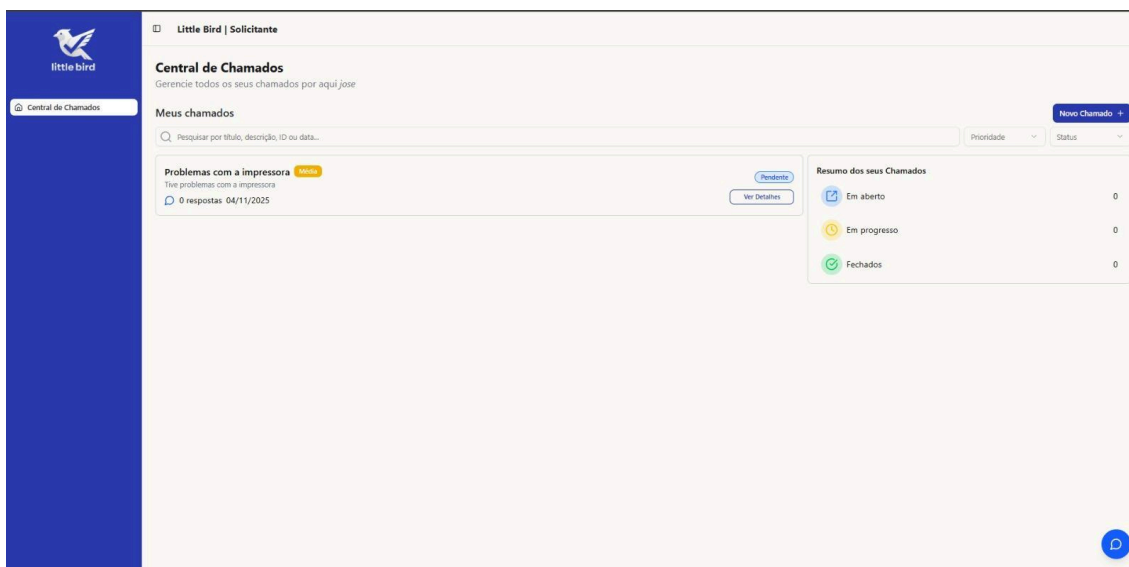 little bird
Central de Chamados
Little Bird | Solicitante
Central de Chamados
Gerencie todos os seus chamados por aqui jose
Meus chamados
Novo Chamado +
Pesquisar por título, descrição, ID ou data...
Prioridade
Status
Problemas com a impressora Média
Tive problemas com a impressora
0 respostas 04/11/2025
Pendente
Ver Detalhes
Resumo dos seus Chamados
Em aberto 0
Em progresso 0
Fechados 0